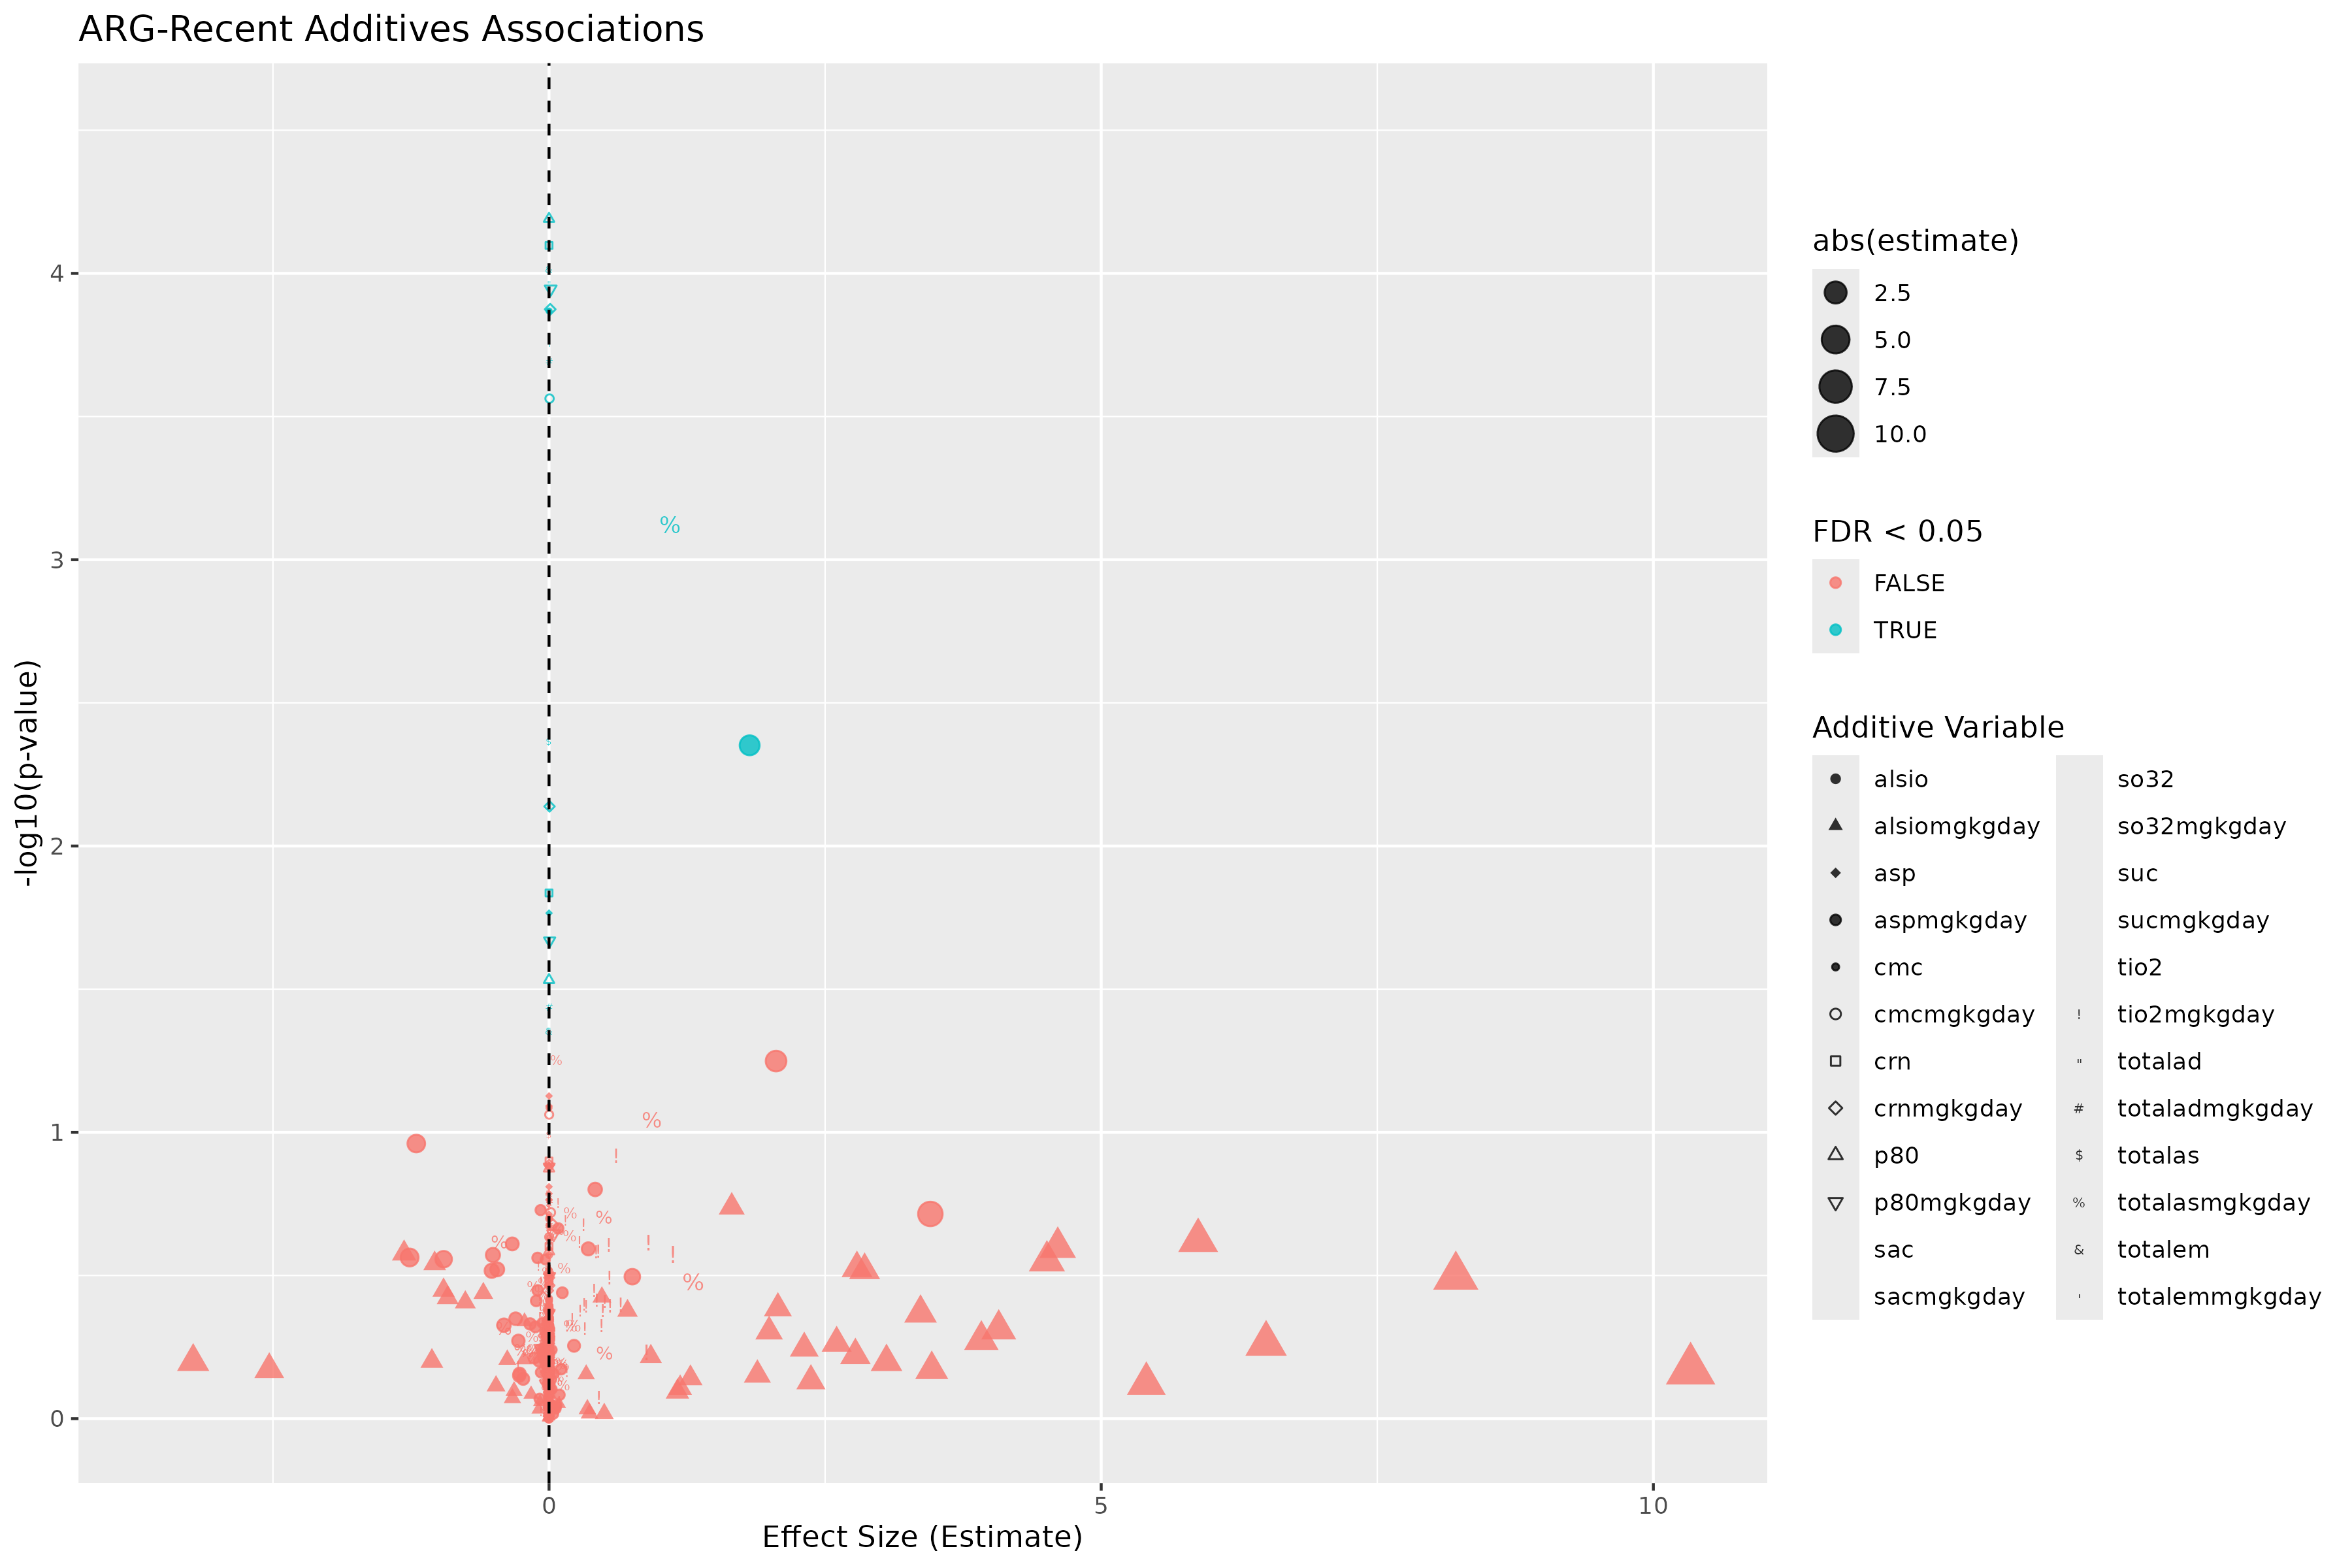 ARG-Recent Additives Associations
-log10(p-value)
4
3
2
1
0
0
5
10
Effect Size (Estimate)
abs(estimate)
2.5
5.0
7.5
10.0
FDR < 0.05
FALSE
TRUE
Additive Variable
alsio
alsiomgkgday
asp
aspmgkgday
cmc
cmcmgkgday
crn
crnmgkgday
p80
p80mgkgday
sac
sacmgkgday
so32
so32mgkgday
suc
sucmgkgday
tio2
! tio2mgkgday
" totalad
# totaladmgkgday
$ totalas
% totalasmgkgday
& totalem
' totalemmgkgday